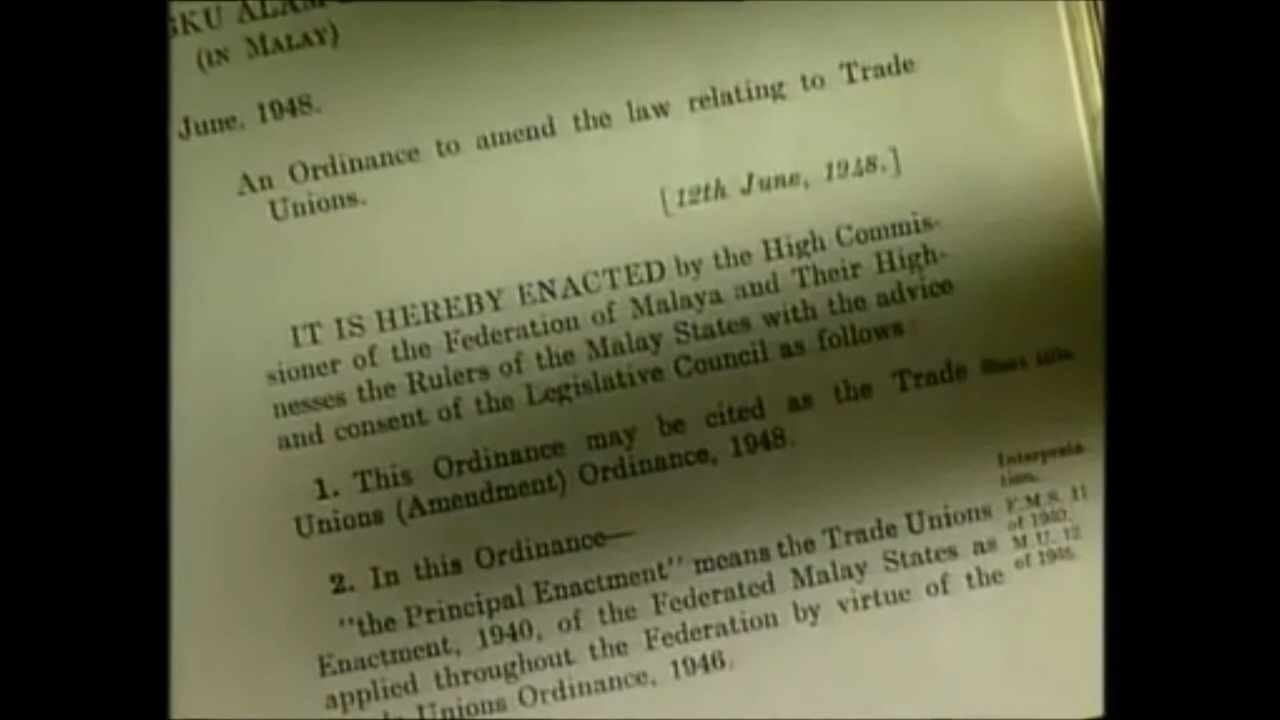 GKU ALAM
(IN MALAY)
June, 1948.
An Ordinance to amend the law relating to Trade
Unions.
[12th June, 1948.]
IT IS HEREBY ENACTED by the High Commis-
sioner of the Federation of Malaya and Their High-
nesses the Rulers of the Malay States with the advice
and consent of the Legislative Council as follows:
1. This Ordinance may be cited as the Trade
Unions (Amendment) Ordinance, 1948.
Interpreta-
tion.
2. In this Ordinance—
F.M.S. 11
of 1940.
M.U. 12
of 1946.
"the Principal Enactment" means the Trade Unions
Enactment, 1940, of the Federated Malay States as
applied throughout the Federation by virtue of the
Unions Ordinance, 1946.